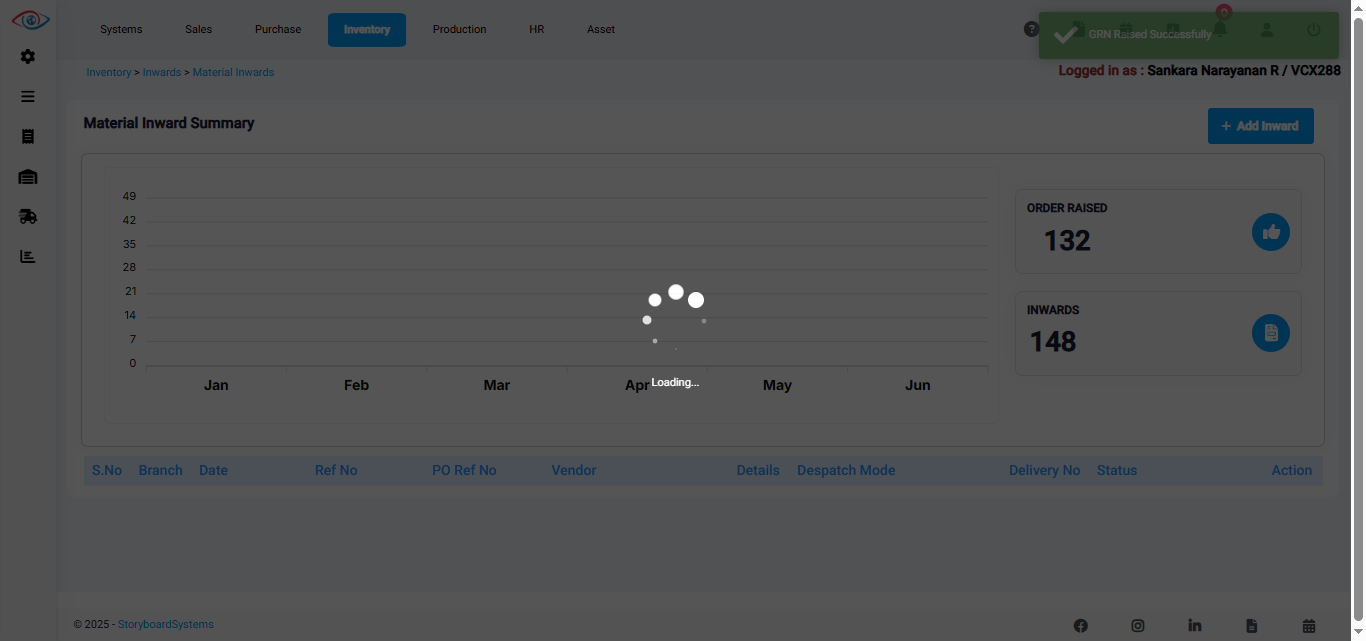 Systems Sales Purchase Inventory Production HR Asset
? GRN Raised Successfully 0
Inventory > Inwards > Material Inwards
Logged in as : Sankara Narayanan R / VCX288
Material Inward Summary
+ Add Inward
49
42
35
28
21
14
7
0
Jan Feb Mar Apr May Jun
Loading...
ORDER RAISED
132
INWARDS
148
S.No Branch Date Ref No PO Ref No Vendor Details Despatch Mode Delivery No Status Action
© 2025 - StoryboardSystems